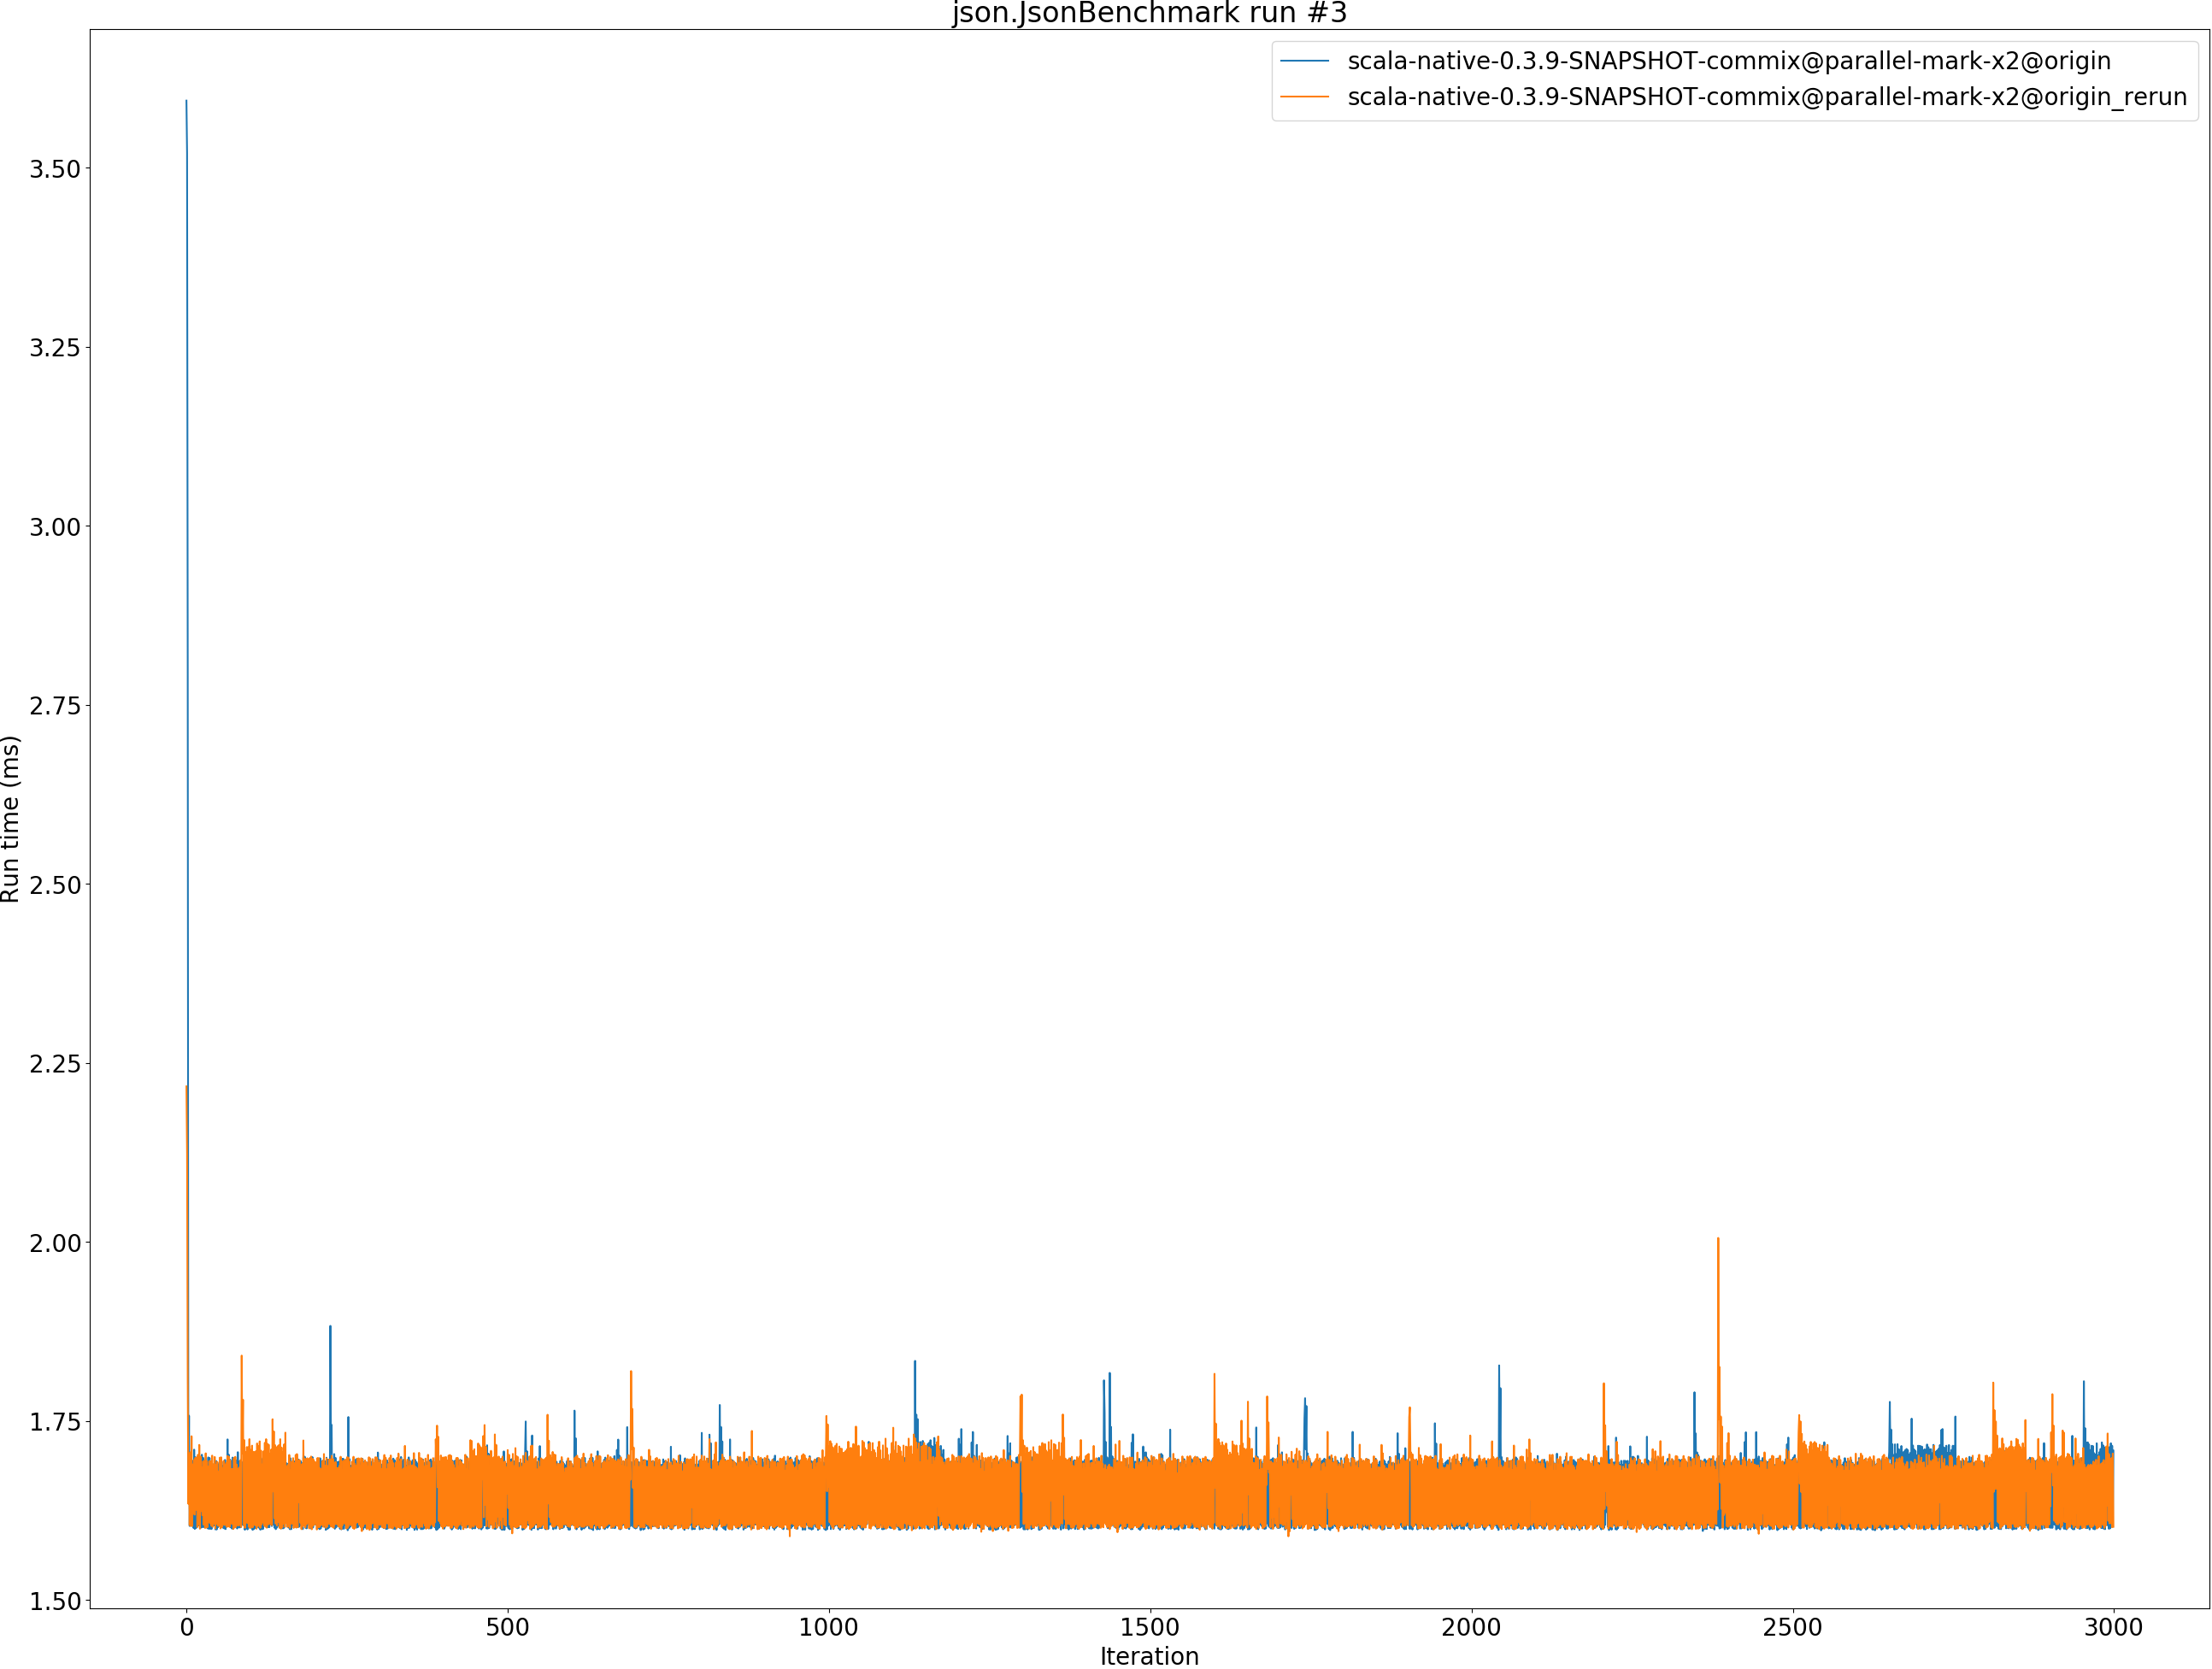 json.JsonBenchmark run #3
scala-native-0.3.9-SNAPSHOT-commix@parallel-mark-x2@origin
scala-native-0.3.9-SNAPSHOT-commix@parallel-mark-x2@origin_rerun
3.50
3.25
3.00
2.75
2.50
2.25
2.00
1.75
1.50
Run time (ms)
0 500 1000 1500 2000 2500 3000
Iteration